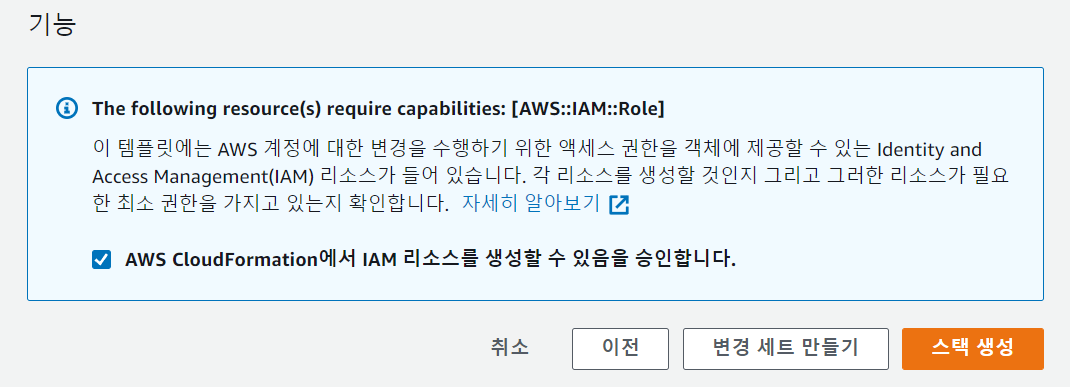 기능
The following resource(s) require capabilities: [AWS::IAM::Role]
이 템플릿에는 AWS 계정에 대한 변경을 수행하기 위한 액세스 권한을 객체에 제공할 수 있는 Identity and
Access Management(IAM) 리소스가 들어 있습니다. 각 리소스를 생성할 것인지 그리고 그러한 리소스가 필요
한 최소 권한을 가지고 있는지 확인합니다. 자세히 알아보기
AWS CloudFormation에서 IAM 리소스를 생성할 수 있음을 승인합니다.
취소 이전 변경 세트 만들기 스택 생성